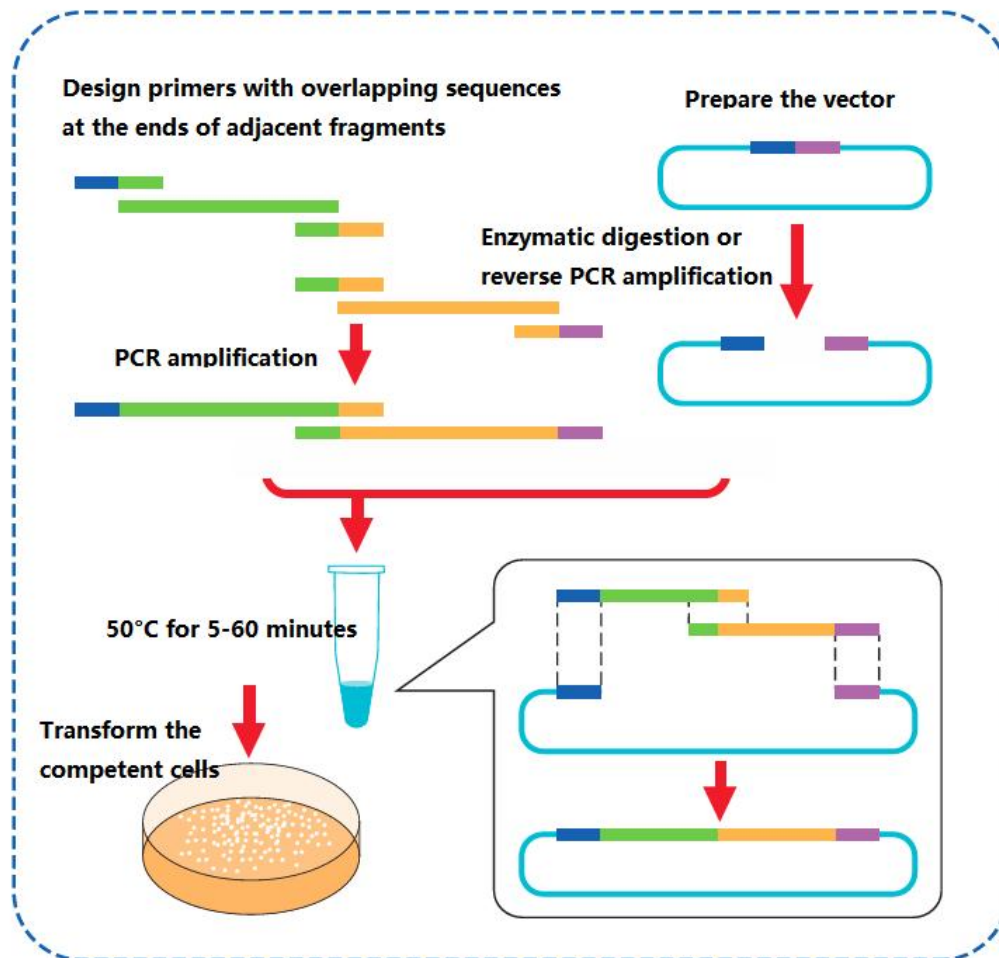 Design primers with overlapping sequences
at the ends of adjacent fragments
Prepare the vector
Enzymatic digestion or
reverse PCR amplification
PCR amplification
50°C for 5-60 minutes
Transform the
competent cells